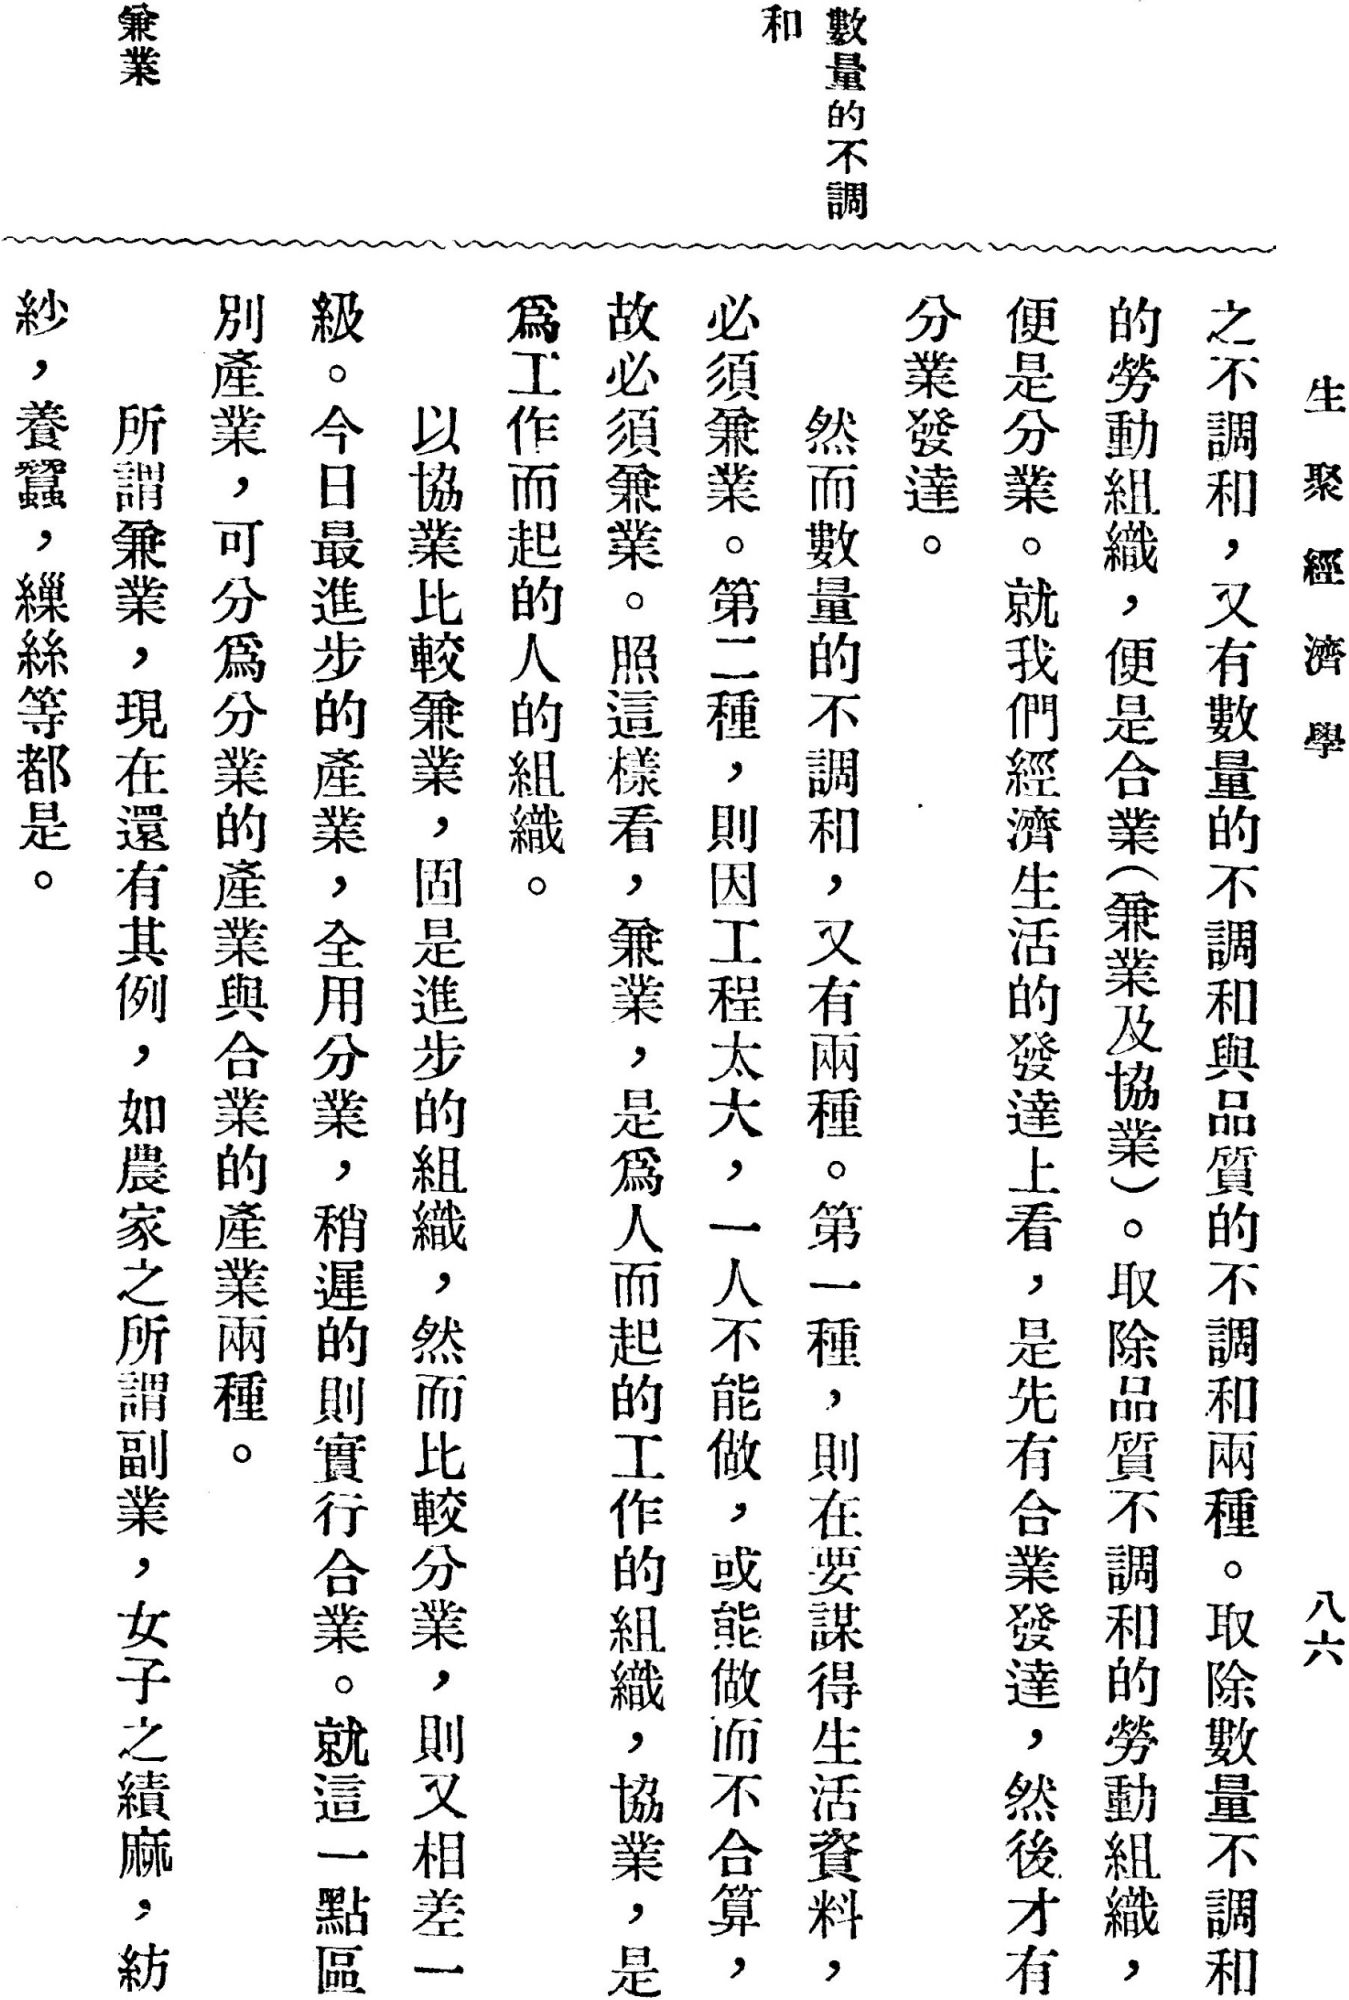 生聚經濟學
八六
數量的不調
和
兼業
之不調和，又有數量的不調和與品質的不調和兩種。取除數量不調和
的勞動組織，便是合業（兼業及協業）。取除品質不調和的勞動組織，
便是分業。就我們經濟生活的發達上看，是先有合業發達，然後才有
分業發達。
然而數量的不調和，又有兩種。第一種，則在要謀得生活資料，
必須兼業。第二種，則因工程太大，一人不能做，或能做而不合算，
故必須兼業。照這樣看，兼業，是爲人而起的工作的組織，協業，是
爲工作而起的人的組織。
以協業比較兼業，固是進步的組織，然而比較分業，則又相差一
級。今日最進步的產業，全用分業，稍遲的則實行合業。就這一點區
別產業，可分爲分業的產業與合業的產業兩種。
所謂兼業，現在還有其例，如農家之所謂副業，女子之績麻，紡
紗，養蠶，繅絲等都是。